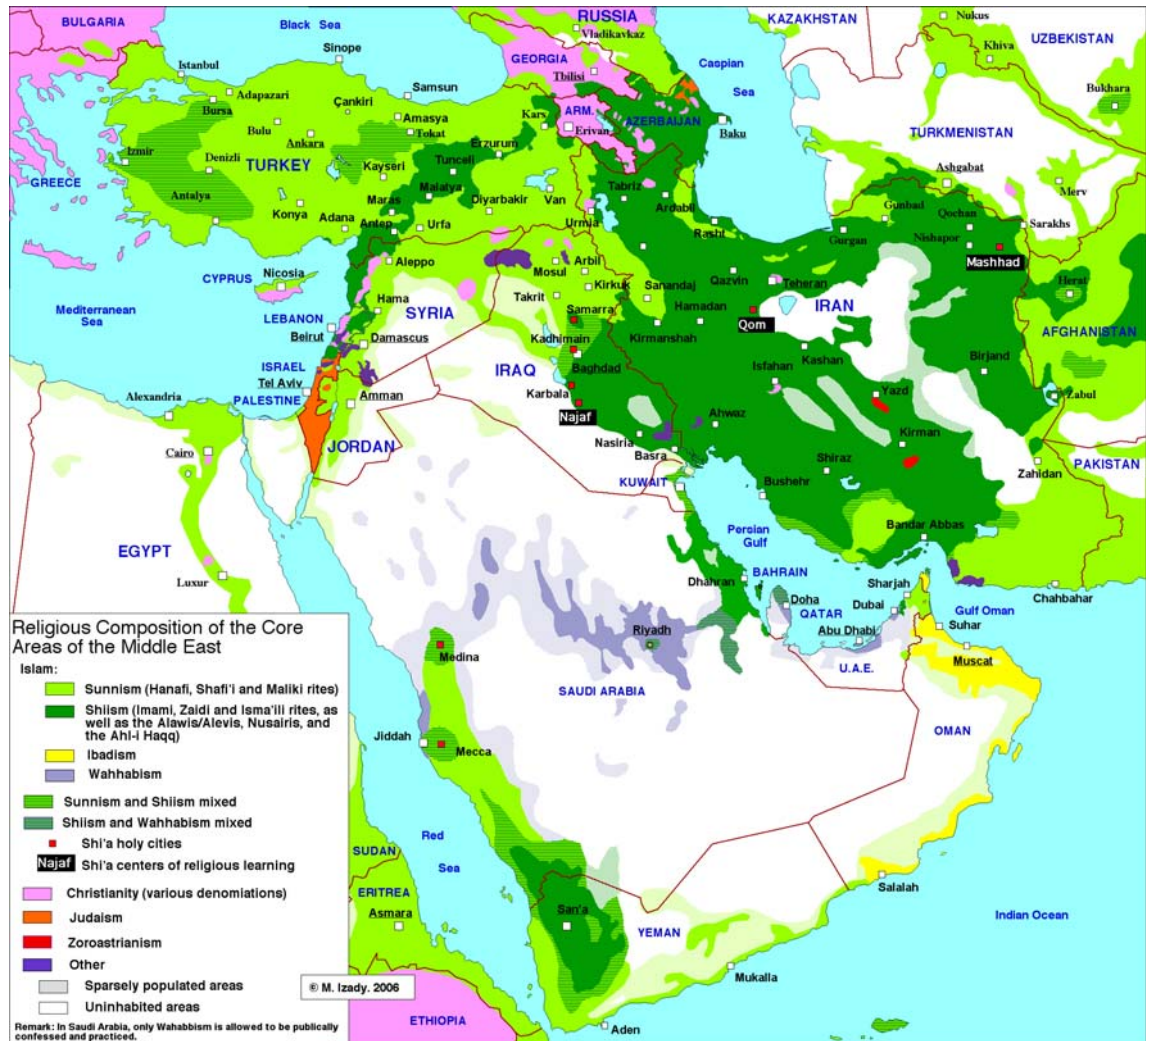 BULGARIA
Black Sea
RUSSIA
Vladikavkaz
KAZAKHSTAN
Nukus
UZBEKISTAN
Khiva
Istanbul
Sinope
GEORGIA
Tbilisi
Caspian
Sea
Bukhara
Adapazari
Bursa
Çankiri
Samsun
Amasya
Tokat
Kars
ARM.
Erivan
AZERBAIJAN
Baku
TURKMENISTAN
Bulu
Ankara
Izmir
Denizli
TURKEY
Kayseri
Erzurum
Tunceli
Malatya
Ashgabat
Merv
GREECE
Antalya
Konya
Adana
Maras
Antep
Urfa
Diyarbakir
Van
Urmia
Tabriz
Ardabil
Rasht
Gunbad
Gurgan
Qochan
Nishapor
Sarakhs
Mashhad
CYPRUS
Nicosia
Aleppo
Mosul
Arbil
Kirkuk
Sanandaj
Qazvin
Teheran
Herat
Mediterranean
Sea
Hama
LEBANON
Beirut
SYRIA
Damascus
Takrit
Samarra
Hamadan
Kirmanshah
Qom
IRAN
AFGHANISTAN
Kadhimain
Baghdad
Kashan
Isfahan
Birjand
ISRAEL
Tel Aviv
PALESTINE
Amman
IRAQ
Karbala
Najaf
Yazd
Zabul
Alexandria
JORDAN
Nasiria
Basra
Ahwaz
Kirman
Cairo
KUWAIT
Shiraz
Bushehr
Zahidan
PAKISTAN
EGYPT
Luxur
Persian
Gulf
Bandar Abbas
Dhahran
BAHRAIN
Doha
QATAR
Sharjah
Dubai
Abu Dhabi
Gulf Oman
Chahbahar
Suhar
Muscat
U.A.E.
Riyadh
Medina
SAUDI ARABIA
OMAN
Jiddah
Mecca
Red
Sea
SUDAN
ERITREA
Asmara
San'a
YEMAN
Salalah
Indian Ocean
Mukalla
Aden
ETHIOPIA
Religious Composition of the Core
Areas of the Middle East
Islam:
Sunnism (Hanafi, Shafi'i and Maliki rites)
Shiism (Imami, Zaidi and Isma'ili rites, as
well as the Alawis/Alevis, Nusairis, and
the Ahl-i Haqq)
Ibadism
Wahhabism
Sunnism and Shiism mixed
Shiism and Wahhabism mixed
Shi'a holy cities
Najaf Shi'a centers of religious learning
Christianity (various denomiations)
Judaism
Zoroastrianism
Other
Sparsely populated areas
Uninhabited areas
Remark: In Saudi Arabia, only Wahabbism is allowed to be publically
confessed and practiced.
© M. Izady. 2006